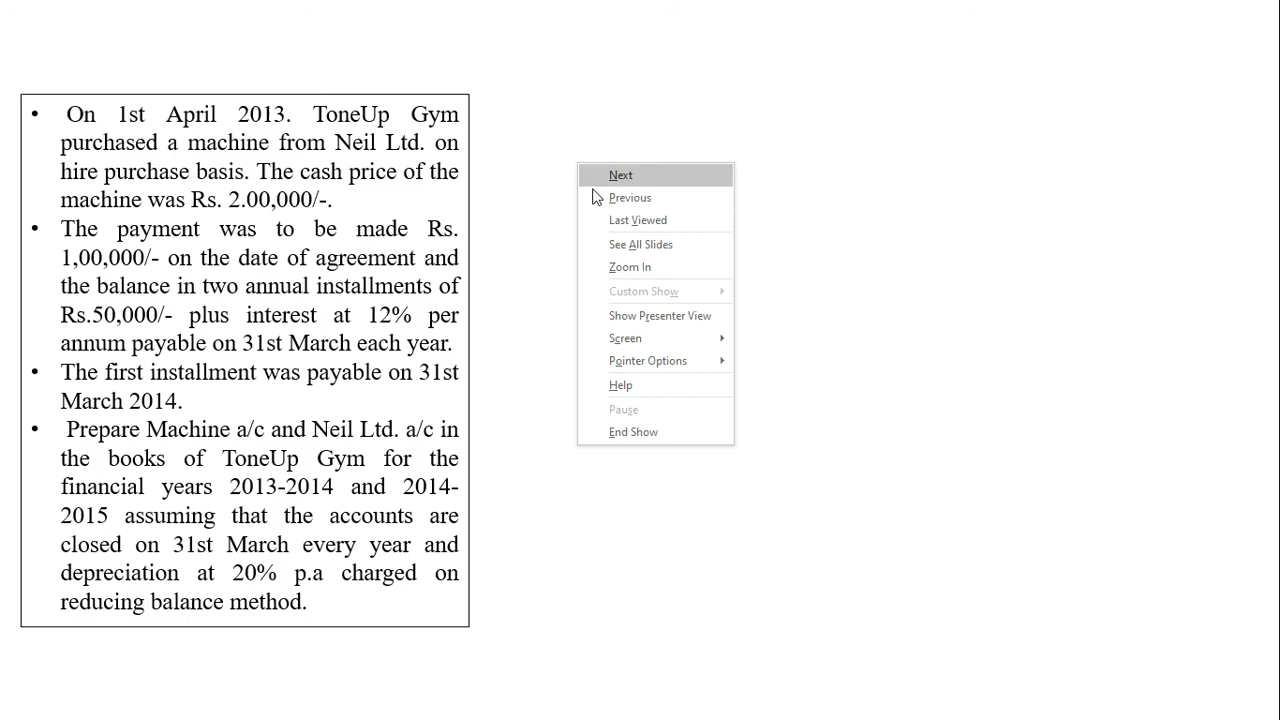 • On 1st April 2013. ToneUp Gym
purchased a machine from Neil Ltd. on
hire purchase basis. The cash price of the
machine was Rs. 2.00,000/-.
• The payment was to be made Rs.
1,00,000/- on the date of agreement and
the balance in two annual installments of
Rs.50,000/- plus interest at 12% per
annum payable on 31st March each year.
• The first installment was payable on 31st
March 2014.
• Prepare Machine a/c and Neil Ltd. a/c in
the books of ToneUp Gym for the
financial years 2013-2014 and 2014-
2015 assuming that the accounts are
closed on 31st March every year and
depreciation at 20% p.a charged on
reducing balance method.
Next
Previous
Last Viewed
See All Slides
Zoom In
Custom Show
Show Presenter View
Screen
Pointer Options
Help
Pause
End Show